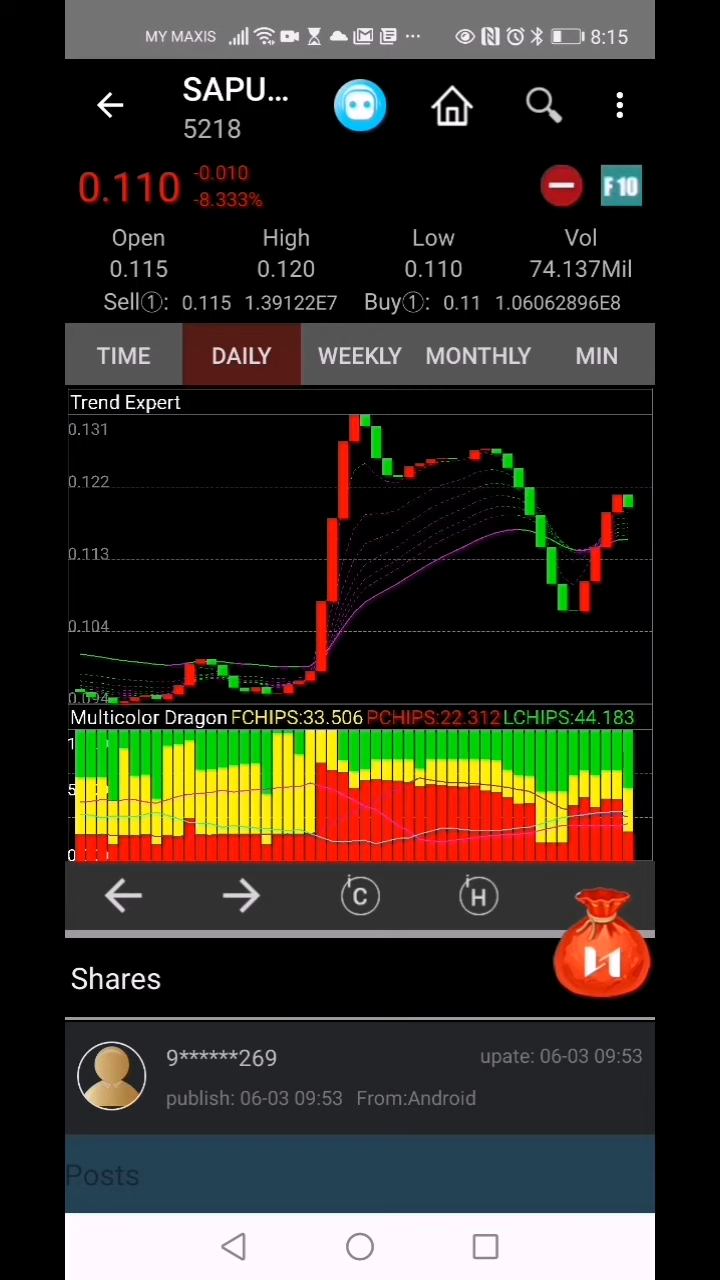 MY MAXIS 8:15
SAPU...
5218
0.110 -0.010
-8.333%
F10
Open High Low Vol
0.115 0.120 0.110 74.137Mil
Sell①: 0.115 1.39122E7 Buy①: 0.11 1.06062896E8
TIME DAILY WEEKLY MONTHLY MIN
Trend Expert
0.131
0.122
0.113
0.104
0.094
Multicolor Dragon FCHIPS:33.506 PCHIPS:22.312 LCHIPS:44.183
C H
Shares
9******269 upate: 06-03 09:53
publish: 06-03 09:53 From:Android
Posts